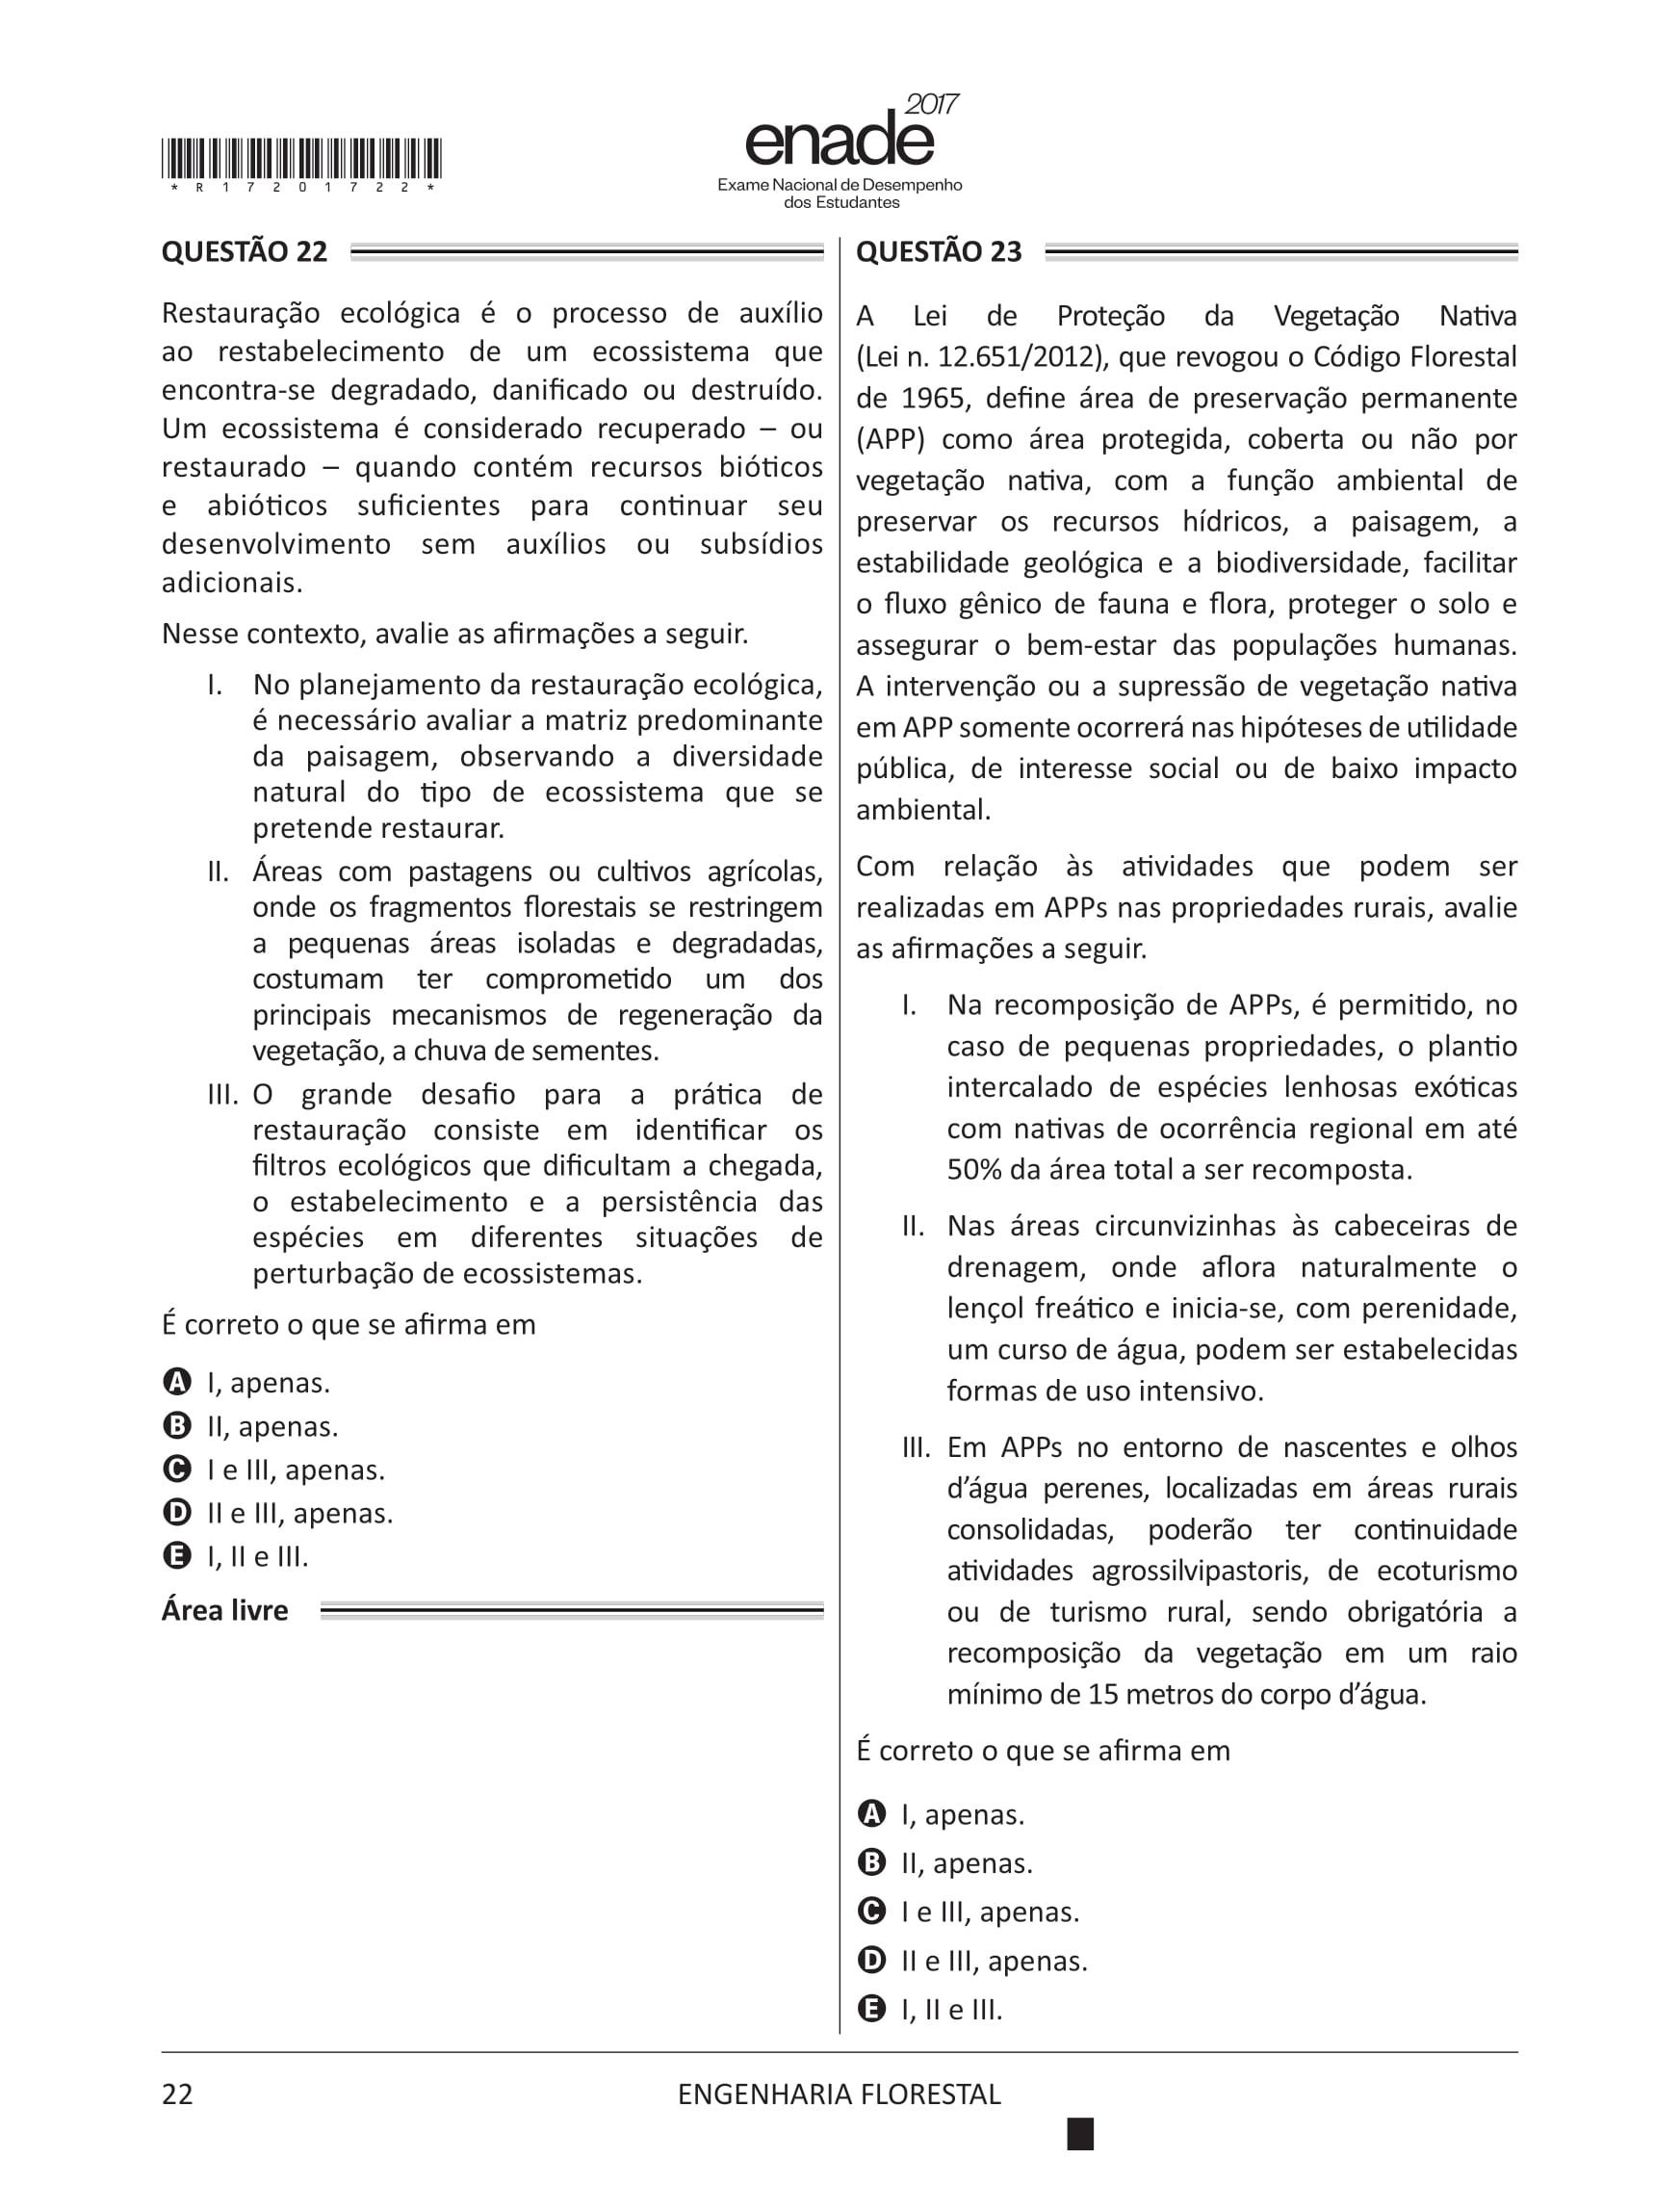 * R 1 7 2 0 1 7 2 2 *
2017
enade
Exame Nacional de Desempenho
dos Estudantes
QUESTÃO 22
Restauração ecológica é o processo de auxílio
ao restabelecimento de um ecossistema que
encontra-se degradado, danificado ou destruído.
Um ecossistema é considerado recuperado – ou
restaurado – quando contém recursos bióticos
e abióticos suficientes para continuar seu
desenvolvimento sem auxílios ou subsídios
adicionais.
Nesse contexto, avalie as afirmações a seguir.
I. No planejamento da restauração ecológica,
é necessário avaliar a matriz predominante
da paisagem, observando a diversidade
natural do tipo de ecossistema que se
pretende restaurar.
II. Áreas com pastagens ou cultivos agrícolas,
onde os fragmentos florestais se restringem
a pequenas áreas isoladas e degradadas,
costumam ter comprometido um dos
principais mecanismos de regeneração da
vegetação, a chuva de sementes.
III. O grande desafio para a prática de
restauração consiste em identificar os
filtros ecológicos que dificultam a chegada,
o estabelecimento e a persistência das
espécies em diferentes situações de
perturbação de ecossistemas.
É correto o que se afirma em
A I, apenas.
B II, apenas.
C I e III, apenas.
D II e III, apenas.
E I, II e III.
Área livre
QUESTÃO 23
A Lei de Proteção da Vegetação Nativa
(Lei n. 12.651/2012), que revogou o Código Florestal
de 1965, define área de preservação permanente
(APP) como área protegida, coberta ou não por
vegetação nativa, com a função ambiental de
preservar os recursos hídricos, a paisagem, a
estabilidade geológica e a biodiversidade, facilitar
o fluxo gênico de fauna e flora, proteger o solo e
assegurar o bem-estar das populações humanas.
A intervenção ou a supressão de vegetação nativa
em APP somente ocorrerá nas hipóteses de utilidade
pública, de interesse social ou de baixo impacto
ambiental.
Com relação às atividades que podem ser
realizadas em APPs nas propriedades rurais, avalie
as afirmações a seguir.
I. Na recomposição de APPs, é permitido, no
caso de pequenas propriedades, o plantio
intercalado de espécies lenhosas exóticas
com nativas de ocorrência regional em até
50% da área total a ser recomposta.
II. Nas áreas circunvizinhas às cabeceiras de
drenagem, onde aflora naturalmente o
lençol freático e inicia-se, com perenidade,
um curso de água, podem ser estabelecidas
formas de uso intensivo.
III. Em APPs no entorno de nascentes e olhos
d’água perenes, localizadas em áreas rurais
consolidadas, poderão ter continuidade
atividades agrossilvipastoris, de ecoturismo
ou de turismo rural, sendo obrigatória a
recomposição da vegetação em um raio
mínimo de 15 metros do corpo d’água.
É correto o que se afirma em
A I, apenas.
B II, apenas.
C I e III, apenas.
D II e III, apenas.
E I, II e III.
22
ENGENHARIA FLORESTAL